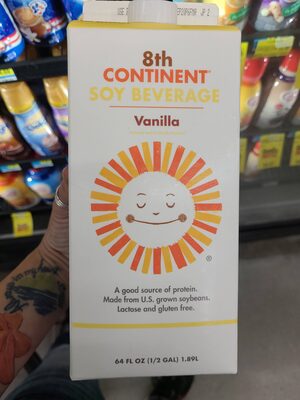 8th
CONTINENT®
SOY BEVERAGE
Vanilla
A good source of protein.
Made from U.S. grown soybeans.
Lactose and gluten free.
®
64 FL OZ (1/2 GAL) 1.89L